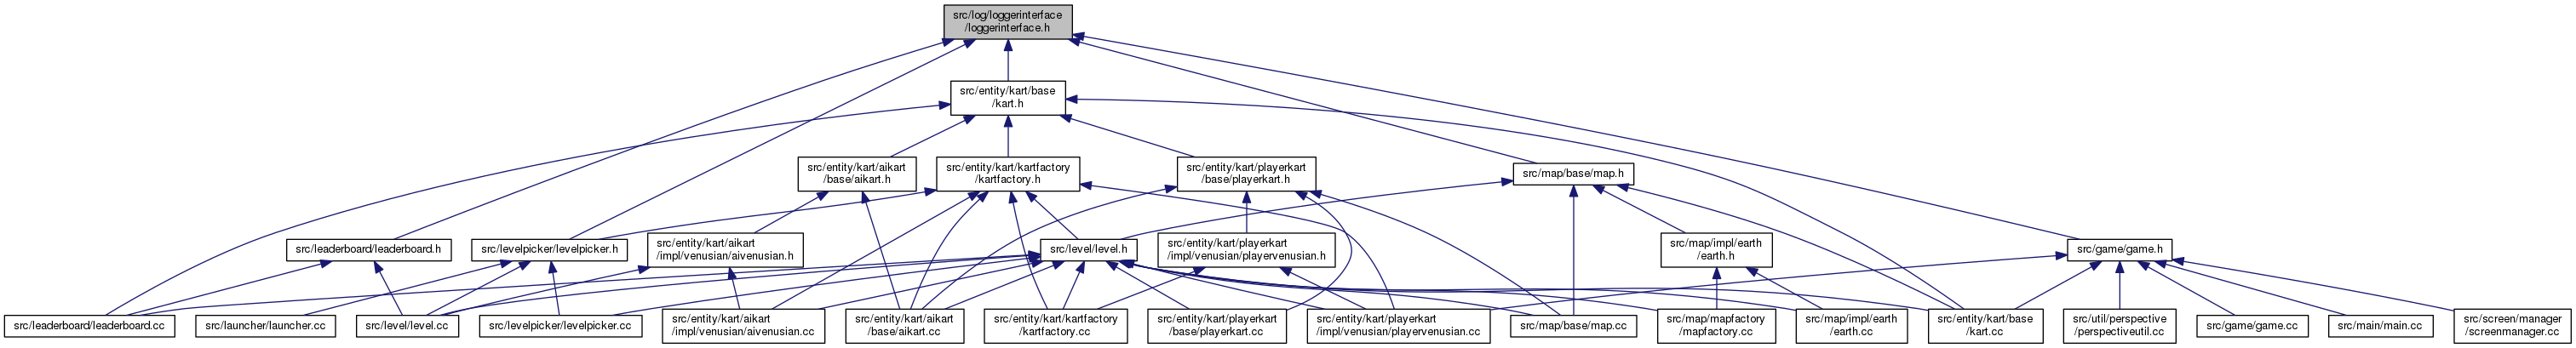 src/log/loggerinterface
/loggerinterface.h
src/entity/kart/base
/kart.h
src/entity/kart/aikart
/base/aikart.h
src/entity/kart/kartfactory
/kartfactory.h
src/entity/kart/playerkart
/base/playerkart.h
src/map/base/map.h
src/leaderboard/leaderboard.h
src/levelpicker/levelpicker.h
src/entity/kart/aikart
/impl/venusian/aivenusian.h
src/level/level.h
src/entity/kart/playerkart
/impl/venusian/playervenusian.h
src/map/impl/earth
/earth.h
src/game/game.h
src/leaderboard/leaderboard.cc
src/launcher/launcher.cc
src/level/level.cc
src/levelpicker/levelpicker.cc
src/entity/kart/aikart
/impl/venusian/aivenusian.cc
src/entity/kart/aikart
/base/aikart.cc
src/entity/kart/kartfactory
/kartfactory.cc
src/entity/kart/playerkart
/base/playerkart.cc
src/entity/kart/playerkart
/impl/venusian/playervenusian.cc
src/map/base/map.cc
src/map/mapfactory
/mapfactory.cc
src/map/impl/earth
/earth.cc
src/entity/kart/base
/kart.cc
src/util/perspective
/perspectiveutil.cc
src/game/game.cc
src/main/main.cc
src/screen/manager
/screenmanager.cc